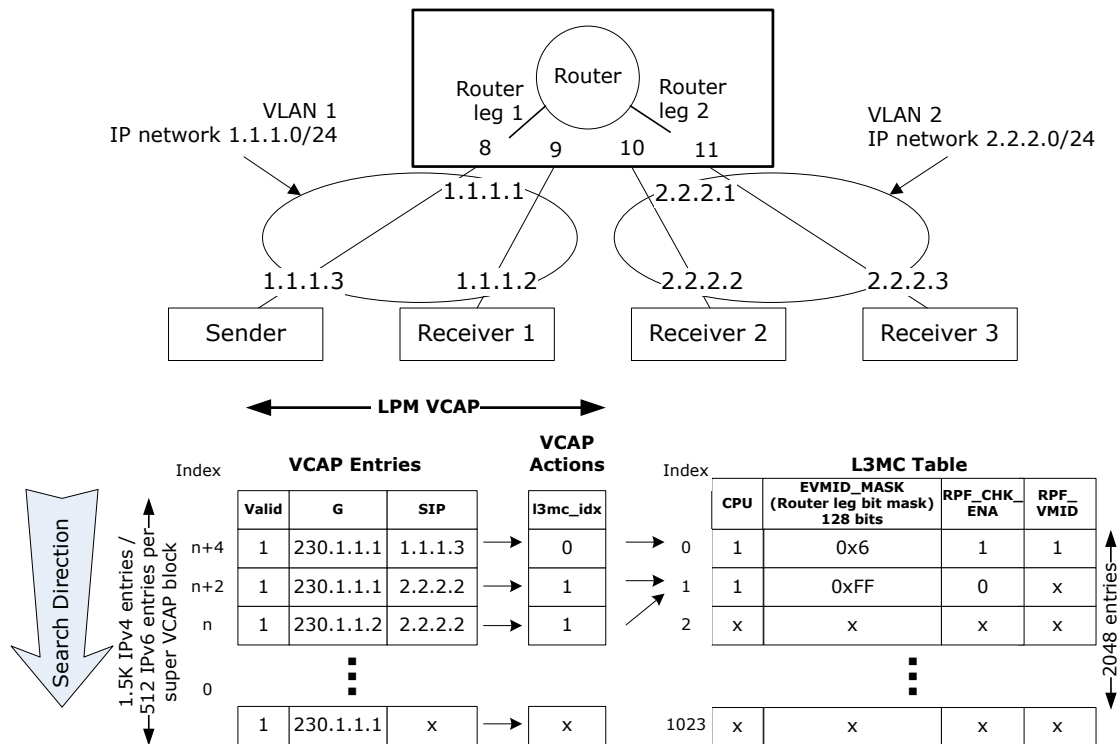 Router
Router
leg 1
Router
leg 2
VLAN 1
IP network 1.1.1.0/24
VLAN 2
IP network 2.2.2.0/24
8 9 10 11
1.1.1.1 2.2.2.1
1.1.1.3 1.1.1.2 2.2.2.2 2.2.2.3
Sender Receiver 1 Receiver 2 Receiver 3
LPM VCAP
Search Direction
1.5K IPv4 entries /
512 IPv6 entries per
super VCAP block
Index VCAP Entries
VCAP
Actions
Index L3MC Table
Valid G SIP l3mc_idx
CPU
EVMID_MASK
(Router leg bit mask)
128 bits
RPF_CHK_
ENA
RPF_
VMID
n+4 1 230.1.1.1 1.1.1.3 0 0 1 0x6 1 1
n+2 1 230.1.1.1 2.2.2.2 1 1 1 0xFF 0 x
n 1 230.1.1.2 2.2.2.2 1 2 x x x x
0
1 230.1.1.1 x x 1023 x x x x
2048 entries